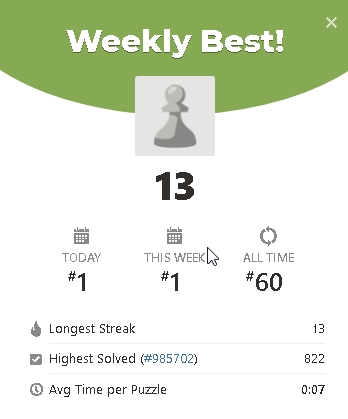 ×
Weekly Best!
13
TODAY THIS WEEK ALL TIME
#1 #1 #60
Longest Streak 13
Highest Solved (#985702) 822
Avg Time per Puzzle 0:07